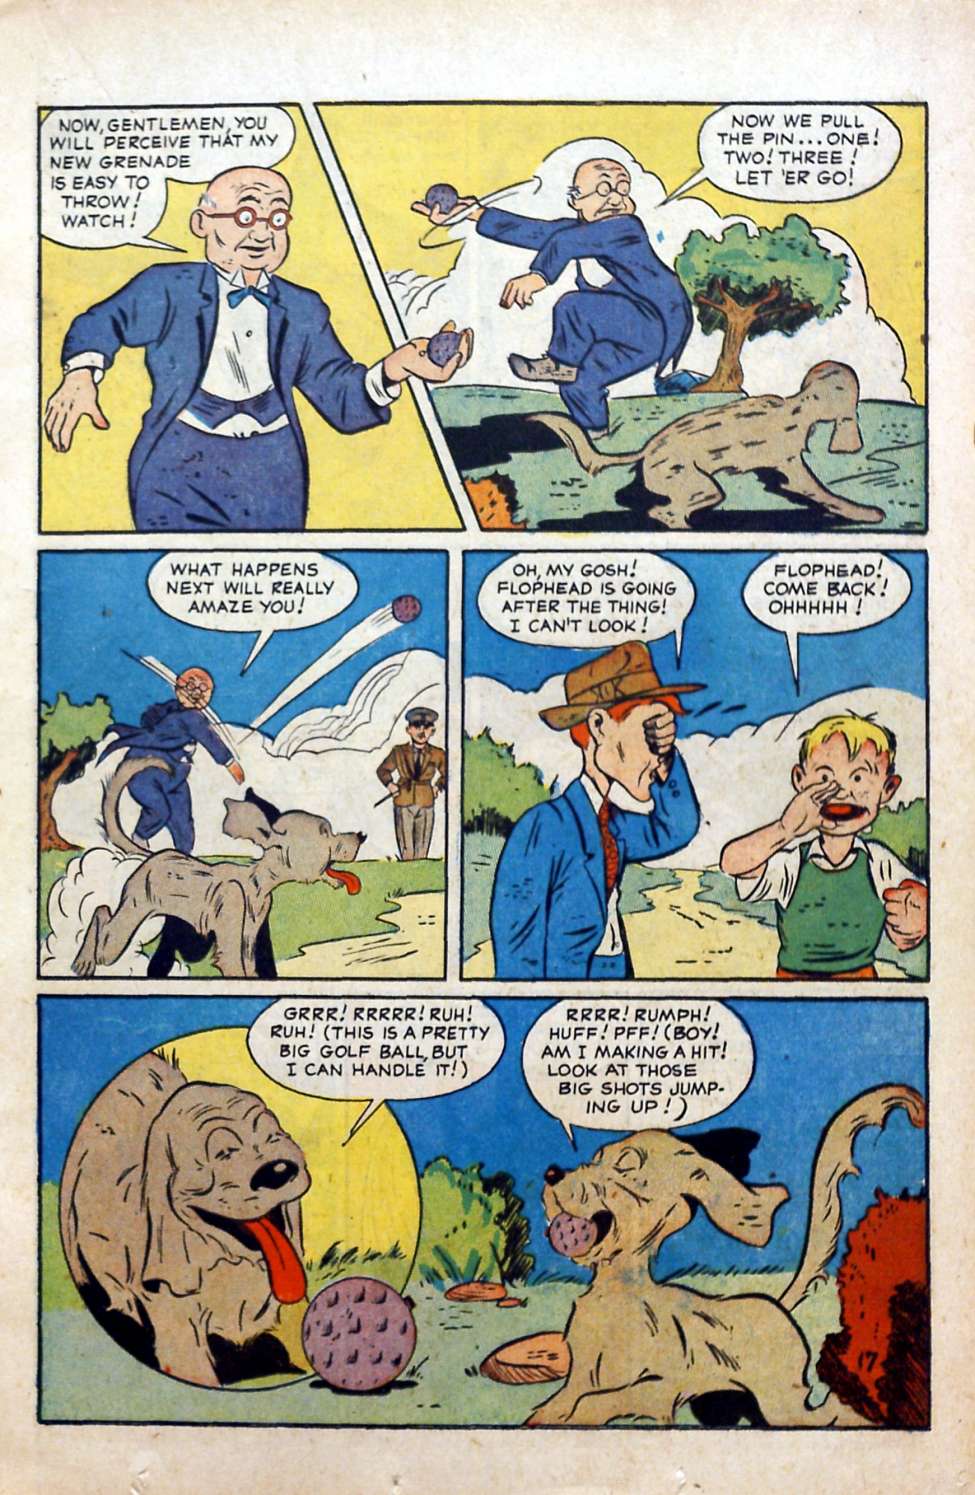 NOW, GENTLEMEN, YOU
WILL PERCEIVE THAT MY
NEW GRENADE
IS EASY TO
THROW!
WATCH!
NOW WE PULL
THE PIN...ONE!
TWO! THREE!
LET 'ER GO!
WHAT HAPPENS
NEXT WILL REALLY
AMAZE YOU!
OH, MY GOSH!
FLOPHEAD IS GOING
AFTER THE THING!
I CAN'T LOOK!
FLOPHEAD!
COME BACK!
OHHHHH!
GRRR! RRRRR! RUH!
RUH! (THIS IS A PRETTY
BIG GOLF BALL, BUT
I CAN HANDLE IT!)
RRRR! RUMPH!
HUFF! PFF! (BOY!
AM I MAKING A HIT!
LOOK AT THOSE
BIG SHOTS JUMP-
ING UP!)
17